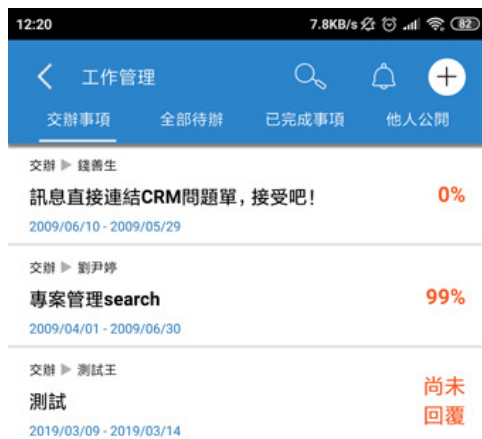 12:20 7.8KB/s 82
工作管理
交辦事項 全部待辦 已完成事項 他人公開
交辦 ▶ 錢善生
訊息直接連結CRM問題單，接受吧！ 0%
2009/06/10 - 2009/05/29
交辦 ▶ 劉尹婷
專案管理search 99%
2009/04/01 - 2009/06/30
交辦 ▶ 測試王
測試 尚未
回覆
2019/03/09 - 2019/03/14